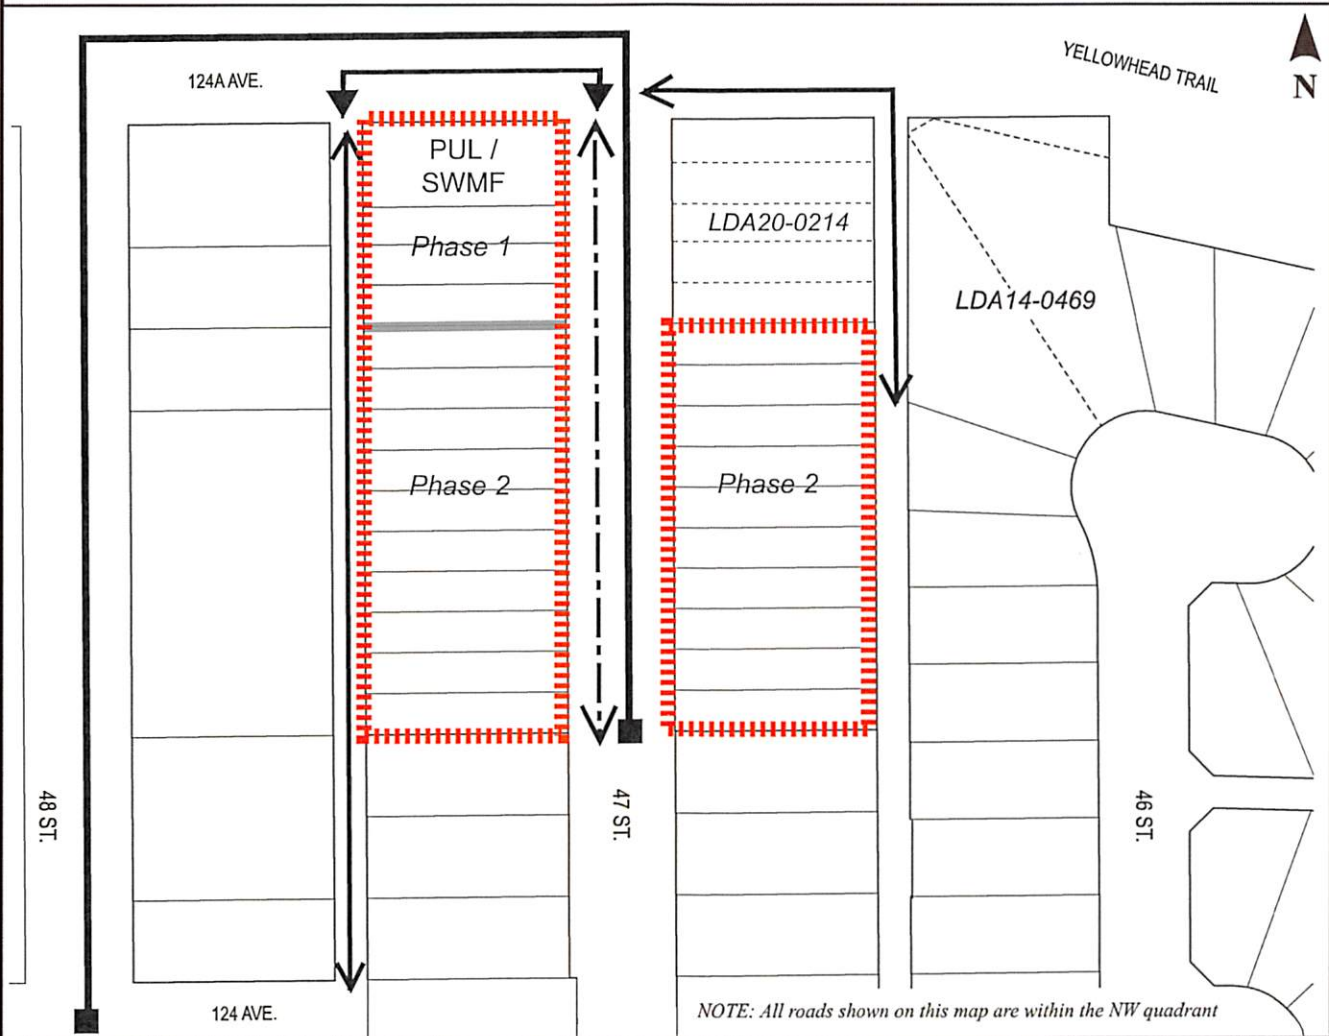 YELLOWHEAD TRAIL
N
124A AVE.
PUL /
SWMF
Phase 1
LDA20-0214
LDA14-0469
Phase 2
Phase 2
48 ST.
47 ST.
46 ST.
124 AVE.
NOTE: All roads shown on this map are within the NW quadrant